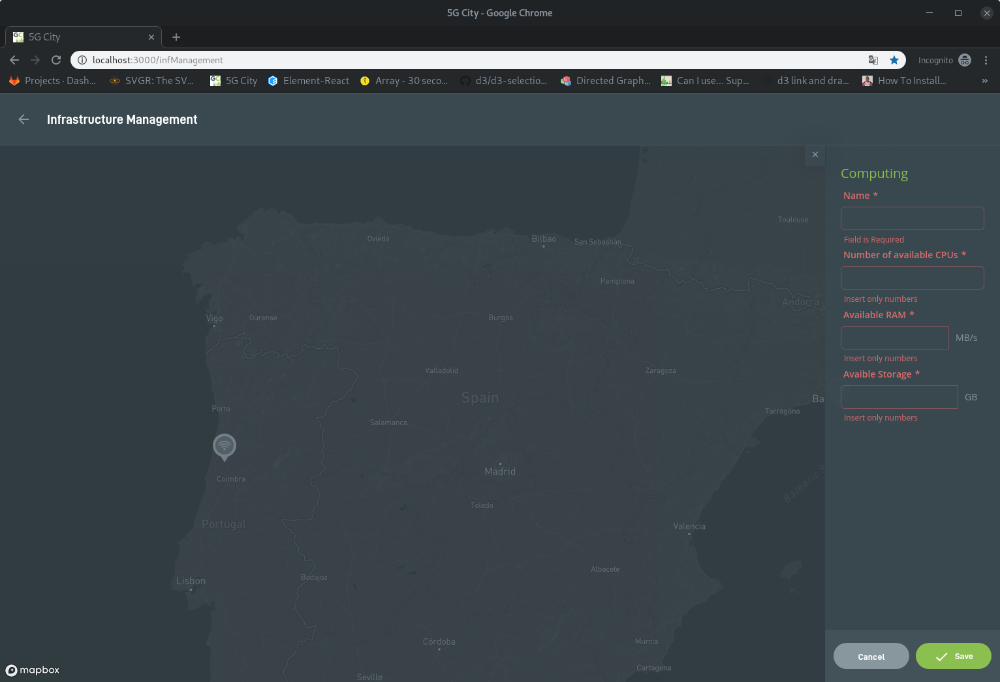 5G City - Google Chrome
5G City
localhost:3000/infManagement
Incognito
Projects · Dash...
SVGR: The SV...
5G City
Element-React
Array - 30 seco...
d3/d3-selectio...
Directed Graph...
Can I use... Sup...
d3 link and dra...
How To Install...
»
Infrastructure Management
Computing
Name *
Field is Required
Number of available CPUs *
Insert only numbers
Available RAM *
MB/s
Insert only numbers
Avaible Storage *
GB
Insert only numbers
Cancel
Save
Toulouse
Oviedo
Bilbao
San Sebastián
Pamplona
Andorra
Vigo
Ourense
Burgos
Valladolid
Zaragoza
Spain
Ba
Porto
Tarragona
Salamanca
Madrid
Coimbra
Balearic S
Toledo
Portugal
Valencia
Albacete
Badajoz
Lisbon
Córdoba
Murcia
Cartagena
Seville
mapbox